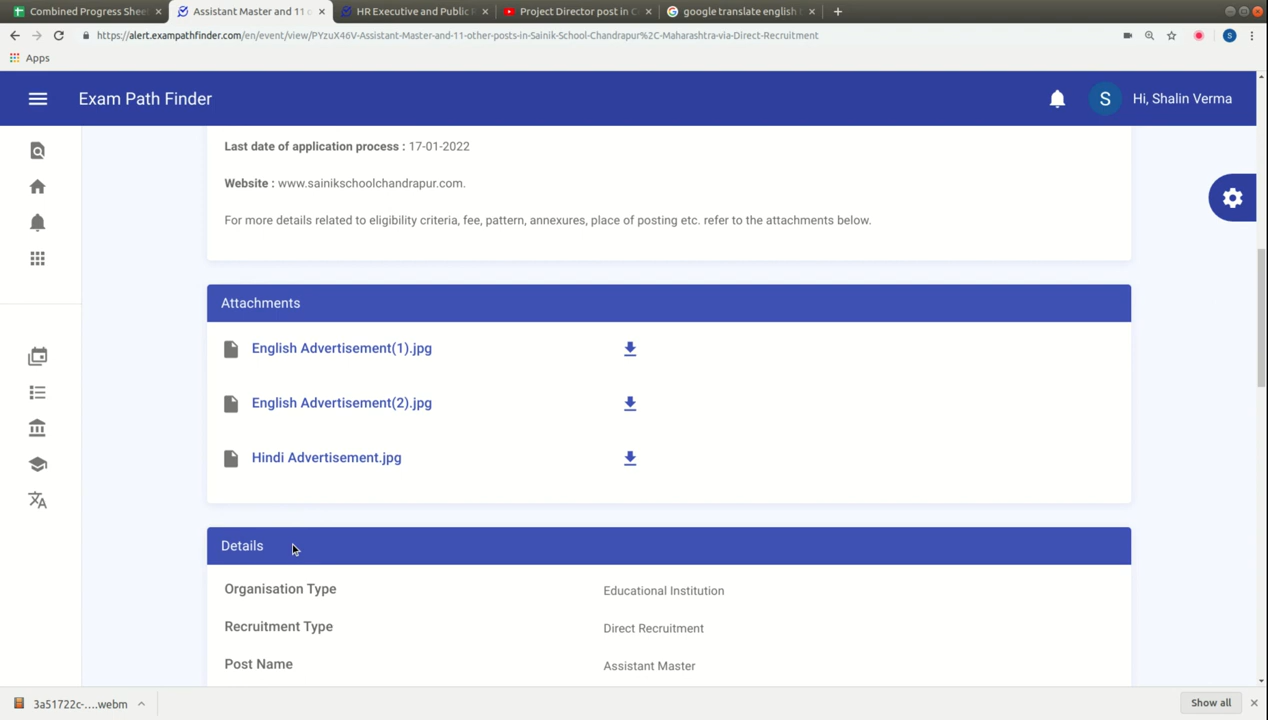 Combined Progress Shee
Assistant Master and 11 o
HR Executive and Public R
Project Director post in C
google translate english t
https://alert.exampathfinder.com/en/event/view/PYzuX46V-Assistant-Master-and-11-other-posts-in-Sainik-School-Chandrapur%2C-Maharashtra-via-Direct-Recruitment
S
Apps
Exam Path Finder
S
Hi, Shalin Verma
Last date of application process : 17-01-2022
Website : www.sainikschoolchandrapur.com.
For more details related to eligibility criteria, fee, pattern, annexures, place of posting etc. refer to the attachments below.
Attachments
English Advertisement(1).jpg
English Advertisement(2).jpg
Hindi Advertisement.jpg
Details
Organisation Type Educational Institution
Recruitment Type Direct Recruitment
Post Name Assistant Master
3a51722c-....webm
Show all